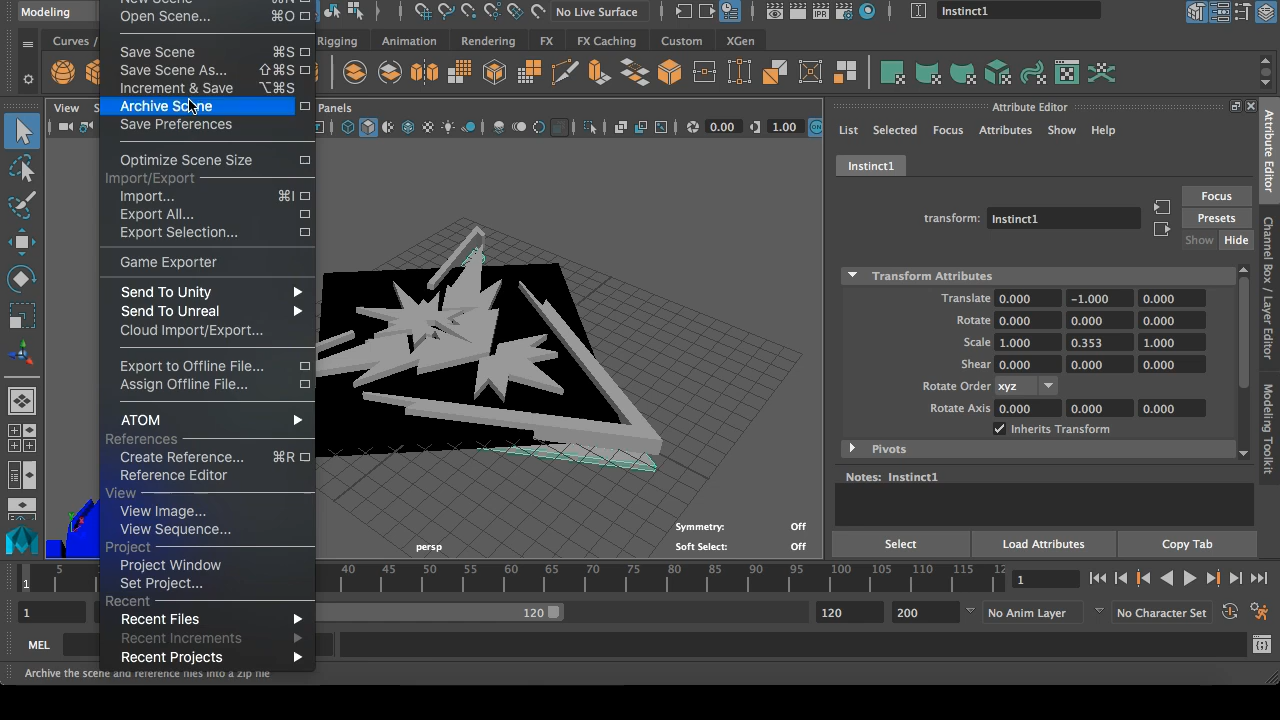 Modeling
New Scene ⌘N
Open Scene... ⌘O
No Live Surface
Instinct1
Save Scene ⌘S
Save Scene As... ⇧⌘S
Increment & Save ⌥⌘S
Archive Scene
Save Preferences
Optimize Scene Size
Import/Export
Import... ⌘I
Export All...
Export Selection...
Game Exporter
Send To Unity
Send To Unreal
Cloud Import/Export...
Export to Offline File...
Assign Offline File...
ATOM
References
Create Reference... ⌘R
Reference Editor
View
View Image...
View Sequence...
Project
Project Window
Set Project...
Recent
Recent Files
Recent Increments
Recent Projects
Curves /
Rigging Animation Rendering FX FX Caching Custom XGen
View S
Panels
0.00 1.00
persp
Symmetry: Off
Soft Select: Off
Attribute Editor
List Selected Focus Attributes Show Help
Instinct1
transform: Instinct1
Focus
Presets
Show Hide
Transform Attributes
Translate 0.000 -1.000 0.000
Rotate 0.000 0.000 0.000
Scale 1.000 0.353 1.000
Shear 0.000 0.000 0.000
Rotate Order xyz
Rotate Axis 0.000 0.000 0.000
Inherits Transform
Pivots
Notes: Instinct1
Select Load Attributes Copy Tab
Attribute Editor
Channel Box / Layer Editor
Modeling Toolkit
1 5 40 45 50 55 60 65 70 75 80 85 90 95 100 105 110 115 12
1
1 120 120 200 No Anim Layer No Character Set
MEL
Archive the scene and reference files into a zip file